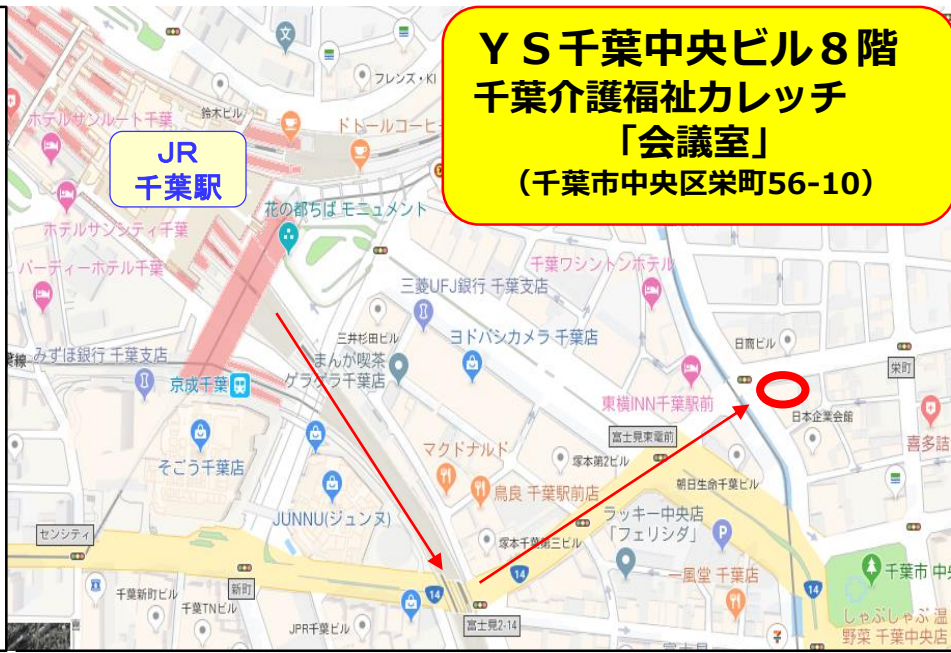 ＹＳ千葉中央ビル８階
千葉介護福祉カレッチ
「会議室」
（千葉市中央区栄町56-10）
文
フレンズ・KI
鈴木ビル
ホテルサンルート千葉
ドトールコーヒー
JR
千葉駅
花の都ちば モニュメント
ホテルサンシティ千葉
バーディーホテル千葉
千葉ワシントンホテル
三菱UFJ銀行 千葉支店
三井杉田ビル
ヨドバシカメラ 千葉店
日商ビル
線
みずほ銀行 千葉支店
まんが喫茶
ゲラゲラ千葉店
栄町
京成千葉
東横INN千葉駅前
日本企業会館
富士見東電前
喜多詰
マクドナルド
そごう千葉店
塚本第2ビル
朝日生命千葉ビル
鳥良 千葉駅前店
JUNNU(ジュンヌ)
ラッキー中央店
「フェリシダ」
P
センシティ
塚本千葉第三ビル
14
一風堂 千葉店
千葉市 中央
千葉新町ビル
新町
14
14
千葉TNビル
JPR千葉ビル
富士見2-14
しゃぶしゃぶ 温
野菜 千葉中央店
富士見